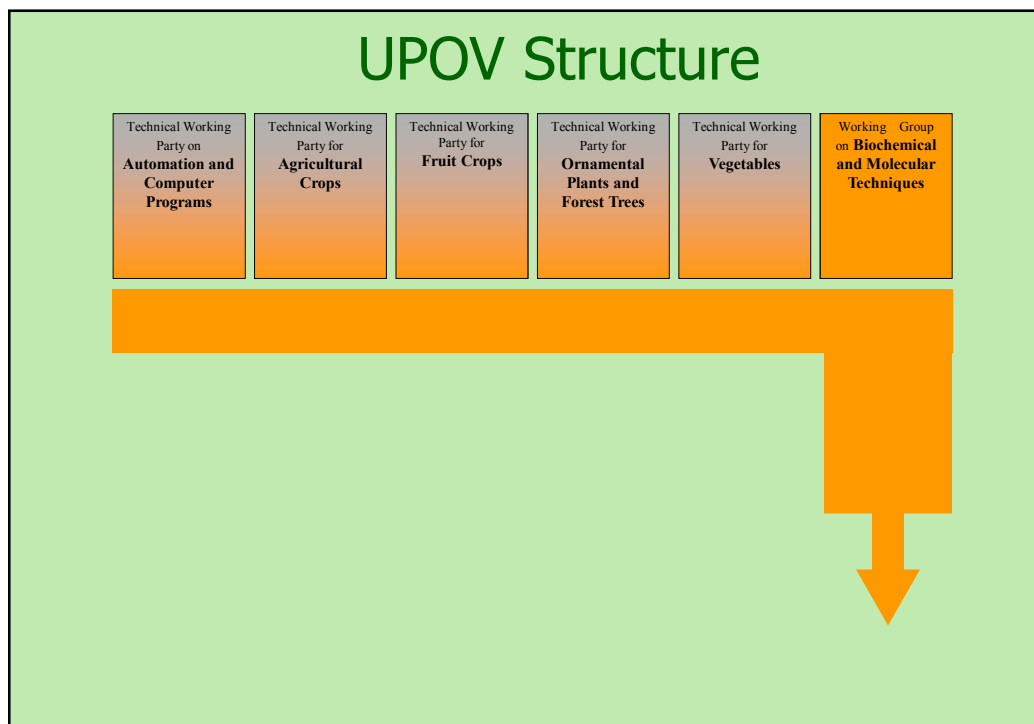 UPOV Structure
Technical Working
Party on
Automation and
Computer
Programs
Technical Working
Party for
Agricultural
Crops
Technical Working
Party for
Fruit Crops
Technical Working
Party for
Ornamental
Plants and
Forest Trees
Technical Working
Party for
Vegetables
Working Group
on Biochemical
and Molecular
Techniques